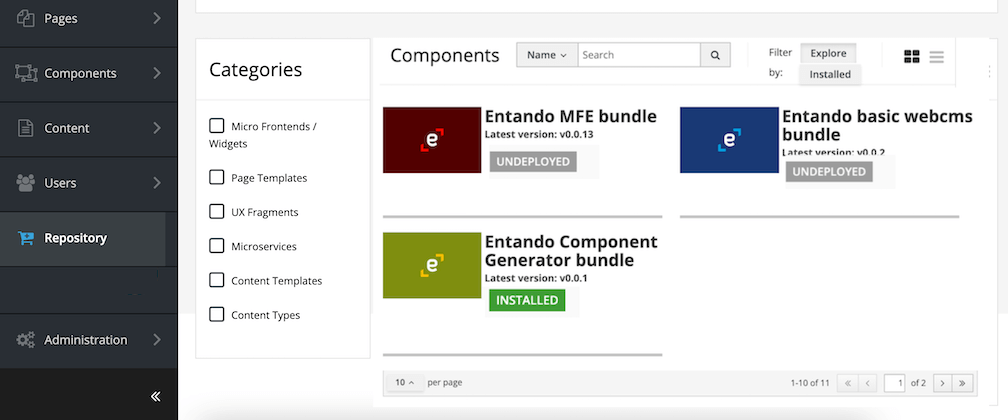 Pages
Components
Content
Users
Repository
Administration
Categories
Micro Frontends /
Widgets
Page Templates
UX Fragments
Microservices
Content Templates
Content Types
Components
Name
Search
Filter
by:
Explore
Installed
Entando MFE bundle
Latest version: v0.0.13
UNDEPLOYED
Entando basic webcms
bundle
Latest version: v0.0.2
UNDEPLOYED
Entando Component
Generator bundle
Latest version: v0.0.1
INSTALLED
10 per page
1-10 of 11 « ‹ 1 of 2 › »